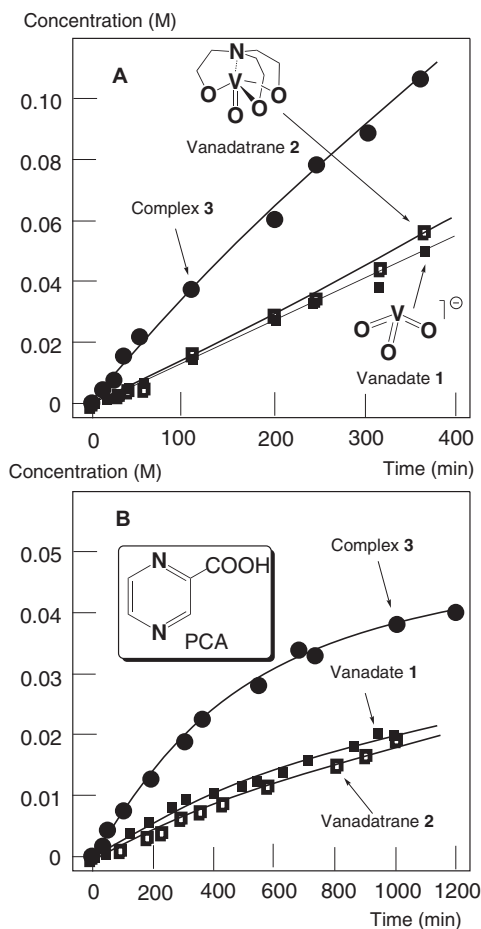 Concentration (M)
A
N
V
O
O
O
O
Vanadatrane 2
0.10
0.08
Complex 3
0.06
0.04
V
O
O
O
⊖
0.02
Vanadate 1
0
0
100
200
300
400
Time (min)
Concentration (M)
B
0.05
N
COOH
N
PCA
Complex 3
0.04
Vanadate 1
0.03
0.02
0.01
Vanadatrane 2
0
0
200
400
600
800
1000
1200
Time (min)